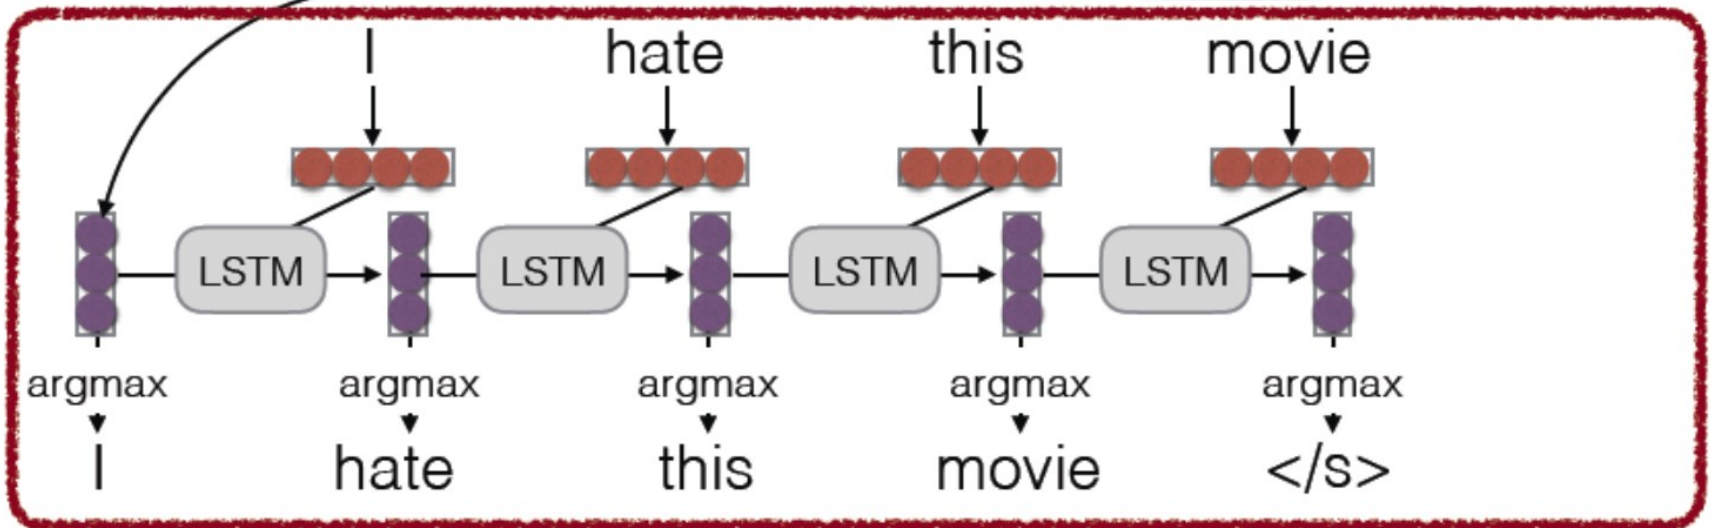 I hate this movie
LSTM LSTM LSTM LSTM
argmax argmax argmax argmax argmax
I hate this movie </s>